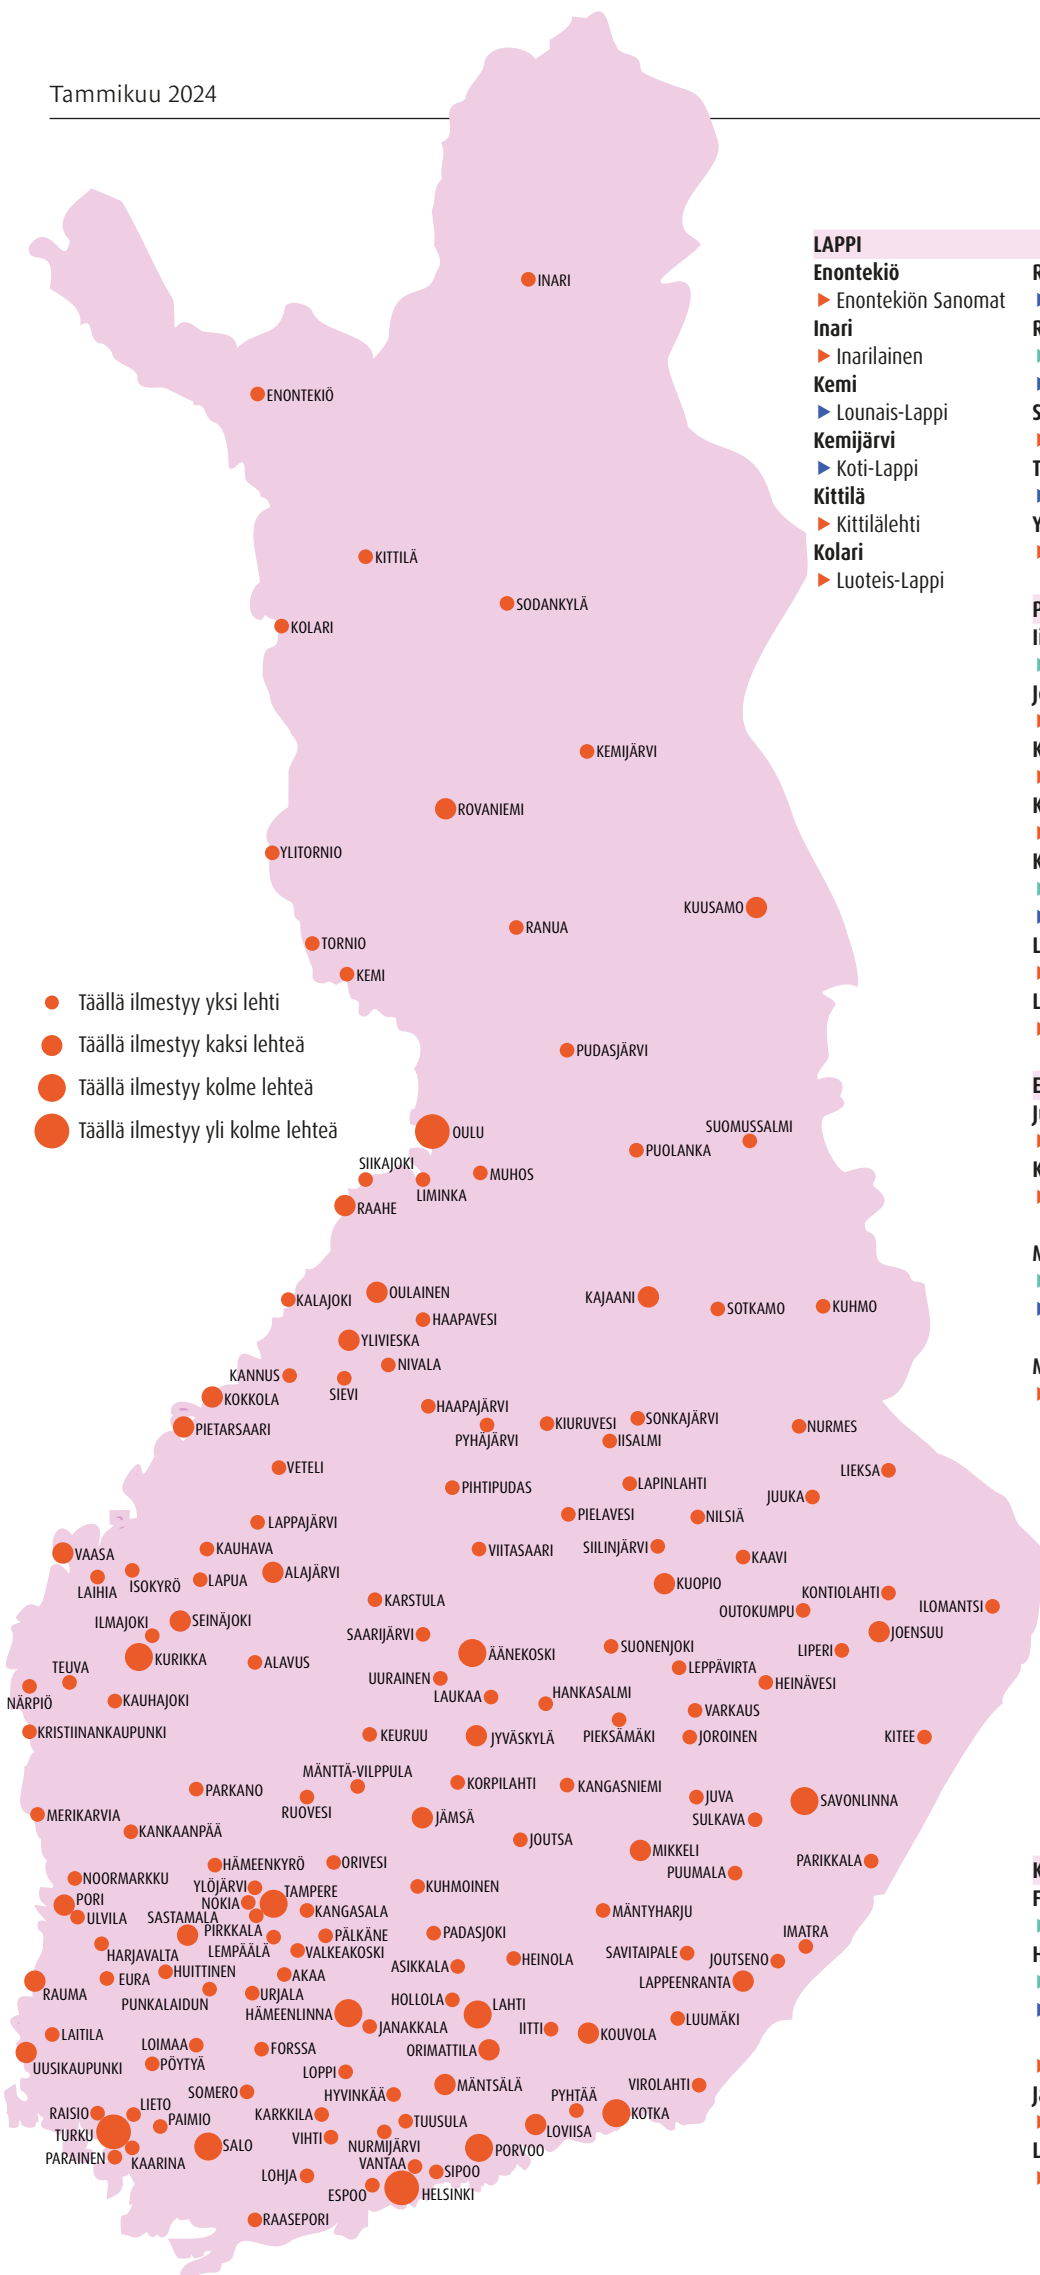 Tammikuu 2024
LAPPI
Enontekiö
Enontekiön Sanomat
Inari
Inarilainen
Kemi
Lounais-Lappi
Kemijärvi
Koti-Lappi
Kittilä
Kittilälehti
Kolari
Luoteis-Lappi
INARI
ENONTEKIÖ
KITTILÄ
SODANKYLÄ
KOLARI
KEMIJÄRVI
ROVANIEMI
YLITORNIO
KUUSAMO
RANUA
TORNIO
KEMI
Täällä ilmestyy yksi lehti
Täällä ilmestyy kaksi lehteä
Täällä ilmestyy kolme lehteä
Täällä ilmestyy yli kolme lehteä
PUDASJÄRVI
OULU
SUOMUSSALMI
PUOLANKA
SIIKAJOKI
MUHOS
LIMINKA
RAAHE
OULAINEN
KAJAANI
KALAJOKI
SOTKAMO
KUHMO
HAAPAVESI
YLIVIESKA
NIVALA
KANNUS
SIEVI
KOKKOLA
HAAPAJÄRVI
PIETARSAARI
PYHÄJÄRVI
KIURUVESI
SONKAJÄRVI
IISALMI
NURMES
VETELI
LIEKSA
PIHTIPUDAS
LAPINLAHTI
JUUKA
LAPPAJÄRVI
PIELAVESI
NILSIÄ
VAASA
KAUHAVA
VIITASAARI
SIILINJÄRVI
KAAVI
LAIHIA
ISOKYRÖ
LAPUA
ALAJÄRVI
KUOPIO
KONTIOLAHTI
KARSTULA
OUTOKUMPU
ILOMANTSI
ILMAJOKI
SEINÄJOKI
SAARIJÄRVI
JOENSUU
KURIKKA
ALAVUS
ÄÄNEKOSKI
SUONENJOKI
LIPERI
TEUVA
UURAINEN
LEPPÄVIRTA
HEINÄVESI
NÄRPIÖ
KAUHAJOKI
LAUKAA
HANKASALMI
VARKAUS
KRISTIINANKAUPUNKI
KEURUU
JYVÄSKYLÄ
PIEKSÄMÄKI
JOROINEN
KITEE
MÄNTTÄ-VILPPULA
PARKANO
RUOVESI
KORPILAHTI
KANGASNIEMI
JUVA
SAVONLINNA
MERIKARVIA
JÄMSÄ
SULKAVA
KANKAANPÄÄ
JOUTSA
MIKKELI
HÄMEENKYRÖ
ORIVESI
PUUMALA
PARIKKALA
NOORMARKKU
YLÖJÄRVI
TAMPERE
KUHMOINEN
PORI
NOKIA
KANGASALA
MÄNTYHARJU
ULVILA
SASTAMALA
PIRKKALA
PÄLKÄNE
PADASJOKI
IMATRA
HARJAVALTA
LEMPÄÄLÄ
VALKEAKOSKI
HEINOLA
SAVITAIPALE
JOUTSENO
EURA
HUITTINEN
AKAA
ASIKKALA
LAPPEENRANTA
RAUMA
PUNKALAIDUN
URJALA
HOLLOLA
LAHTI
HÄMEENLINNA
JANAKKALA
IITTI
LUUMÄKI
LAITILA
LOIMAA
FORSSA
ORIMATTILA
KOUVOLA
UUSIKAUPUNKI
PÖYTYÄ
LOPPI
MÄNTSÄLÄ
VIROLAHTI
SOMERO
HYVINKÄÄ
PYHTÄÄ
RAISIO
LIETO
KARKKILA
TUUSULA
KOTKA
TURKU
PAIMIO
VIHTI
NURMIJÄRVI
LOVIISA
PARAINEN
KAARINA
SALO
VANTAA
PORVOO
LOHJA
SIPOO
ESPOO
HELSINKI
RAASEPORI